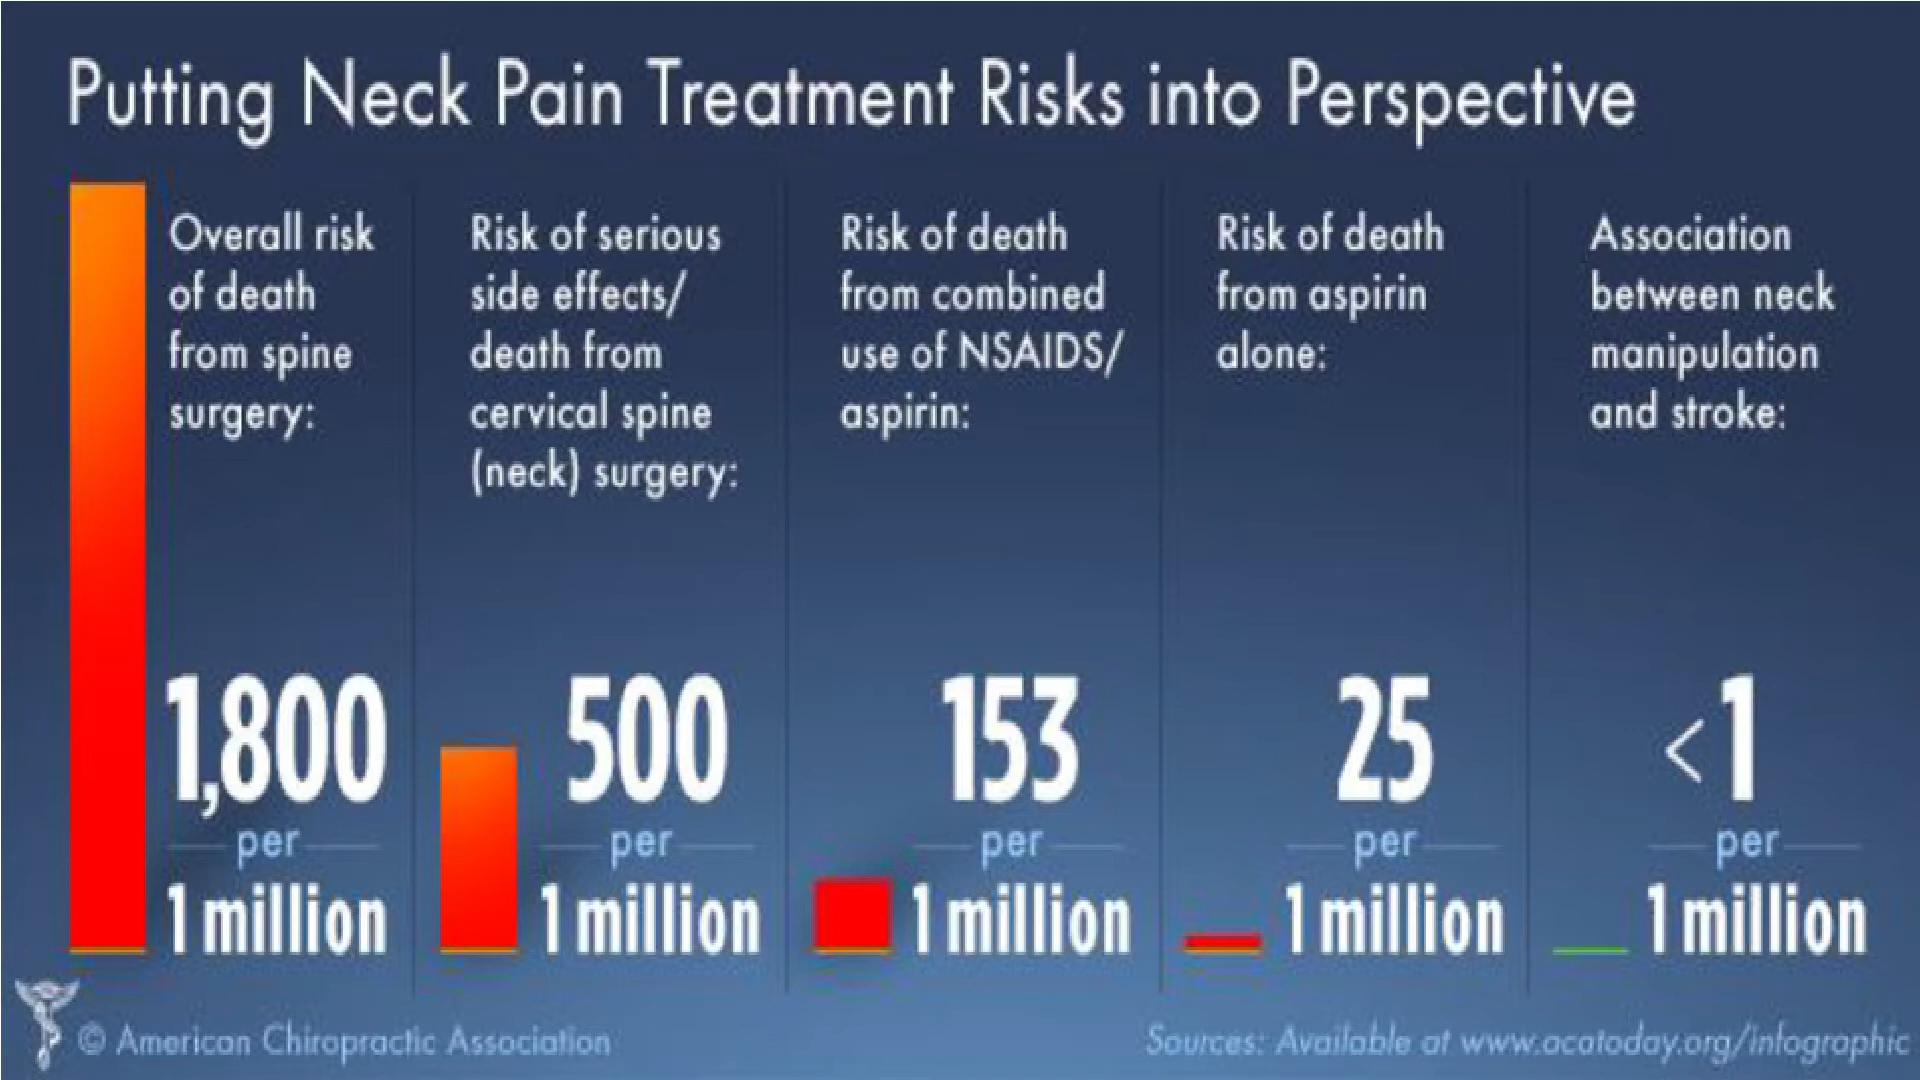 Putting Neck Pain Treatment Risks into Perspective
Overall risk
of death
from spine
surgery:
1,800
per
1 million
Risk of serious
side effects/
death from
cervical spine
(neck) surgery:
500
per
1 million
Risk of death
from combined
use of NSAIDS/
aspirin:
153
per
1 million
Risk of death
from aspirin
alone:
25
per
1 million
Association
between neck
manipulation
and stroke:
<1
per
1 million
© American Chiropractic Association
Sources: Available at www.acatoday.org/infographic